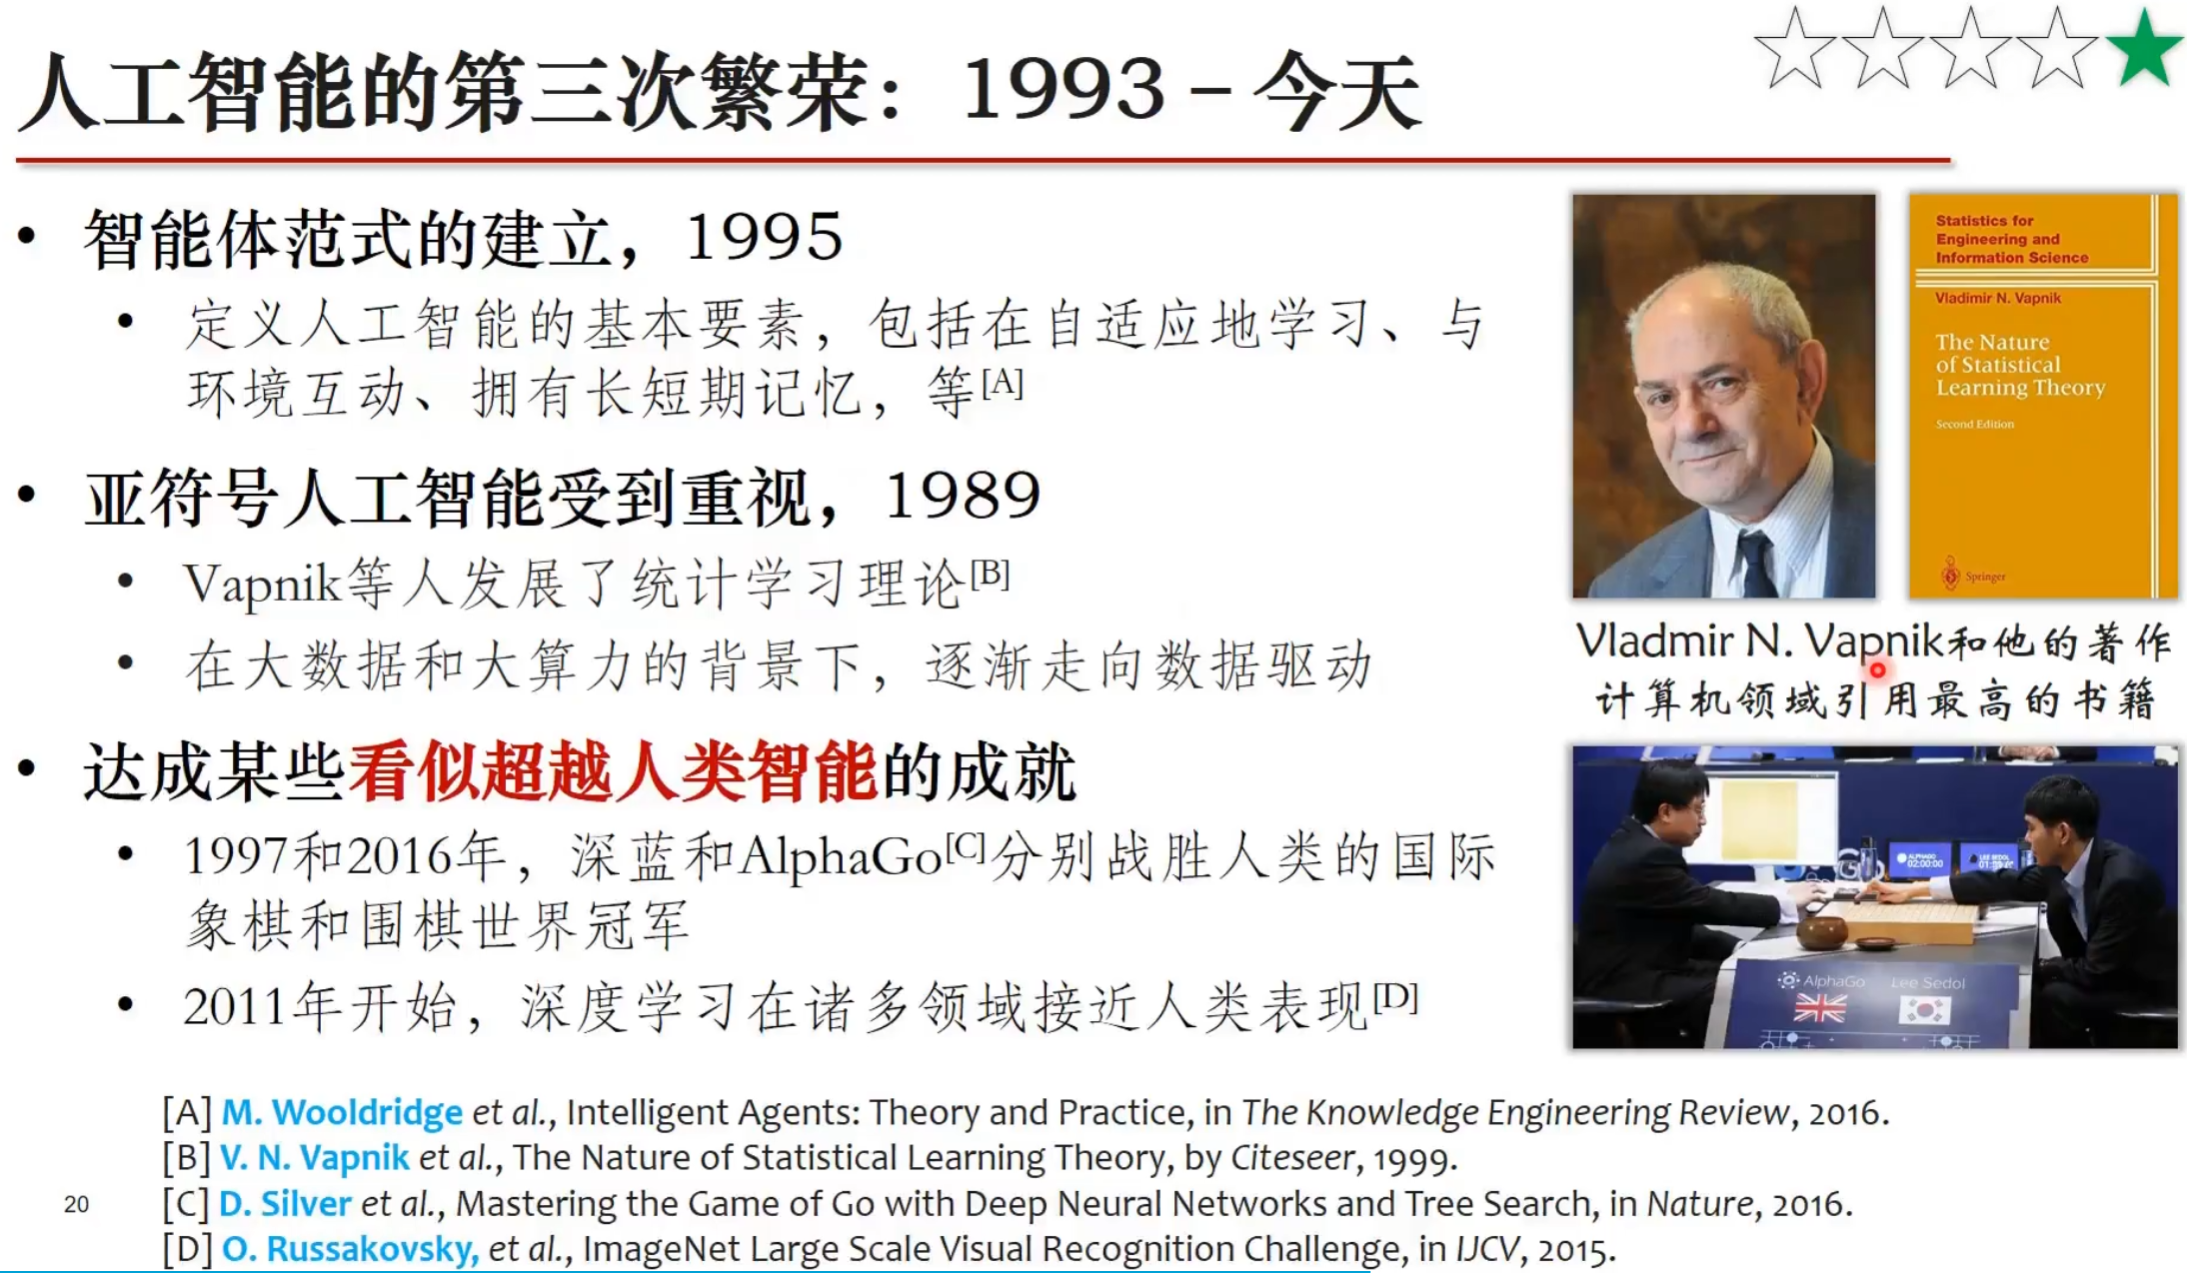 人工智能的第三次繁荣：1993 – 今天
• 智能体范式的建立，1995
• 定义人工智能的基本要素，包括在自适应地学习、与
环境互动、拥有长短期记忆，等[A]
• 亚符号人工智能受到重视，1989
• Vapnik等人发展了统计学习理论[B]
• 在大数据和大算力的背景下，逐渐走向数据驱动
• 达成某些看似超越人类智能的成就
• 1997和2016年，深蓝和AlphaGo[C]分别战胜人类的国际
象棋和围棋世界冠军
• 2011年开始，深度学习在诸多领域接近人类表现[D]
Statistics for
Engineering and
Information Science
Vladimir N. Vapnik
The Nature
of Statistical
Learning Theory
Second Edition
Springer
Vladmir N. Vapnik和他的著作
计算机领域引用最高的书籍
ALPHAGO
02:00:00
LEE SEDOL
AlphaGo
Lee Sedol
[A] M. Wooldridge et al., Intelligent Agents: Theory and Practice, in The Knowledge Engineering Review, 2016.
[B] V. N. Vapnik et al., The Nature of Statistical Learning Theory, by Citeseer, 1999.
[C] D. Silver et al., Mastering the Game of Go with Deep Neural Networks and Tree Search, in Nature, 2016.
[D] O. Russakovsky, et al., ImageNet Large Scale Visual Recognition Challenge, in IJCV, 2015.
20